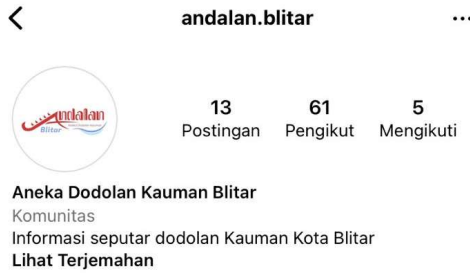 andalan.blitar
Andalan
Blitar
13 61 5
Postingan Pengikut Mengikuti
Aneka Dodolan Kauman Blitar
Komunitas
Informasi seputar dodolan Kauman Kota Blitar
Lihat Terjemahan